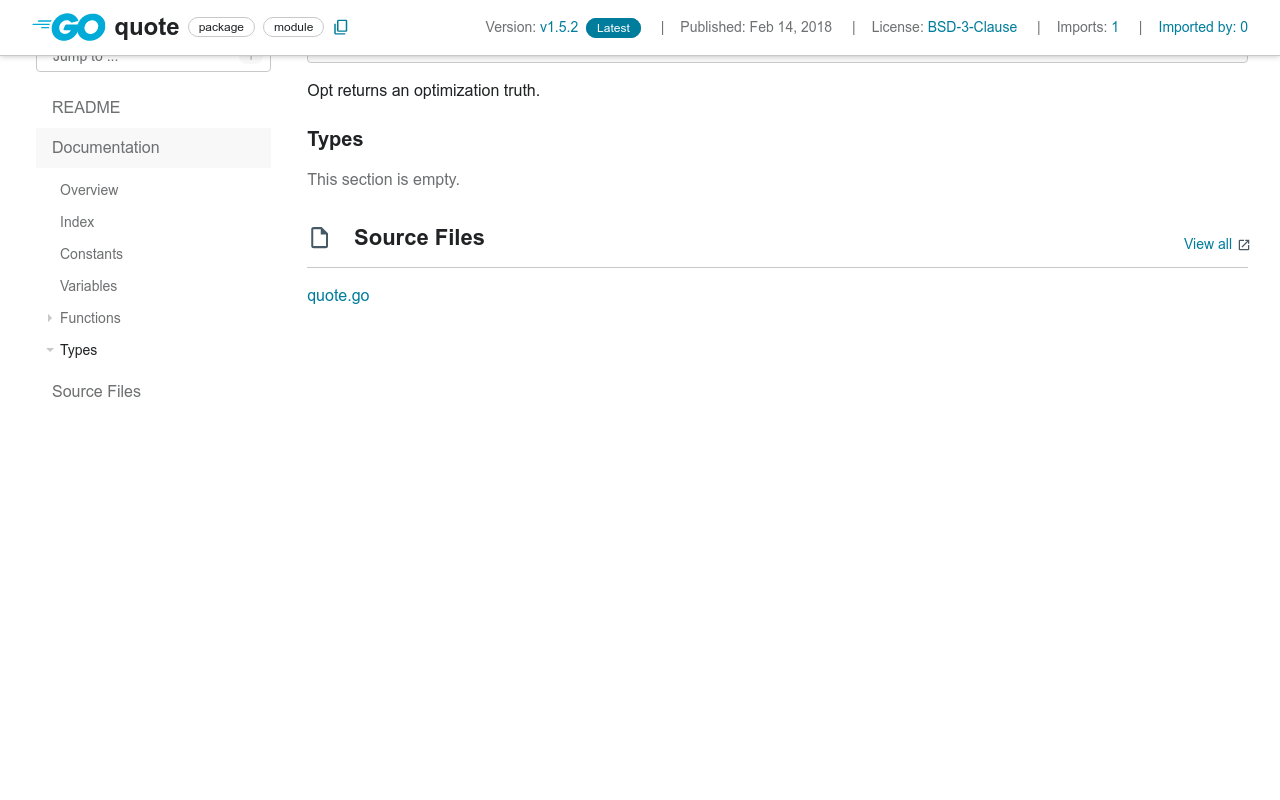 GO quote package module Version: v1.5.2 Latest | Published: Feb 14, 2018 | License: BSD-3-Clause | Imports: 1 | Imported by: 0
Jump to ...
README
Documentation
Overview
Index
Constants
Variables
Functions
Types
Source Files
Opt returns an optimization truth.
Types
This section is empty.
Source Files
View all
quote.go